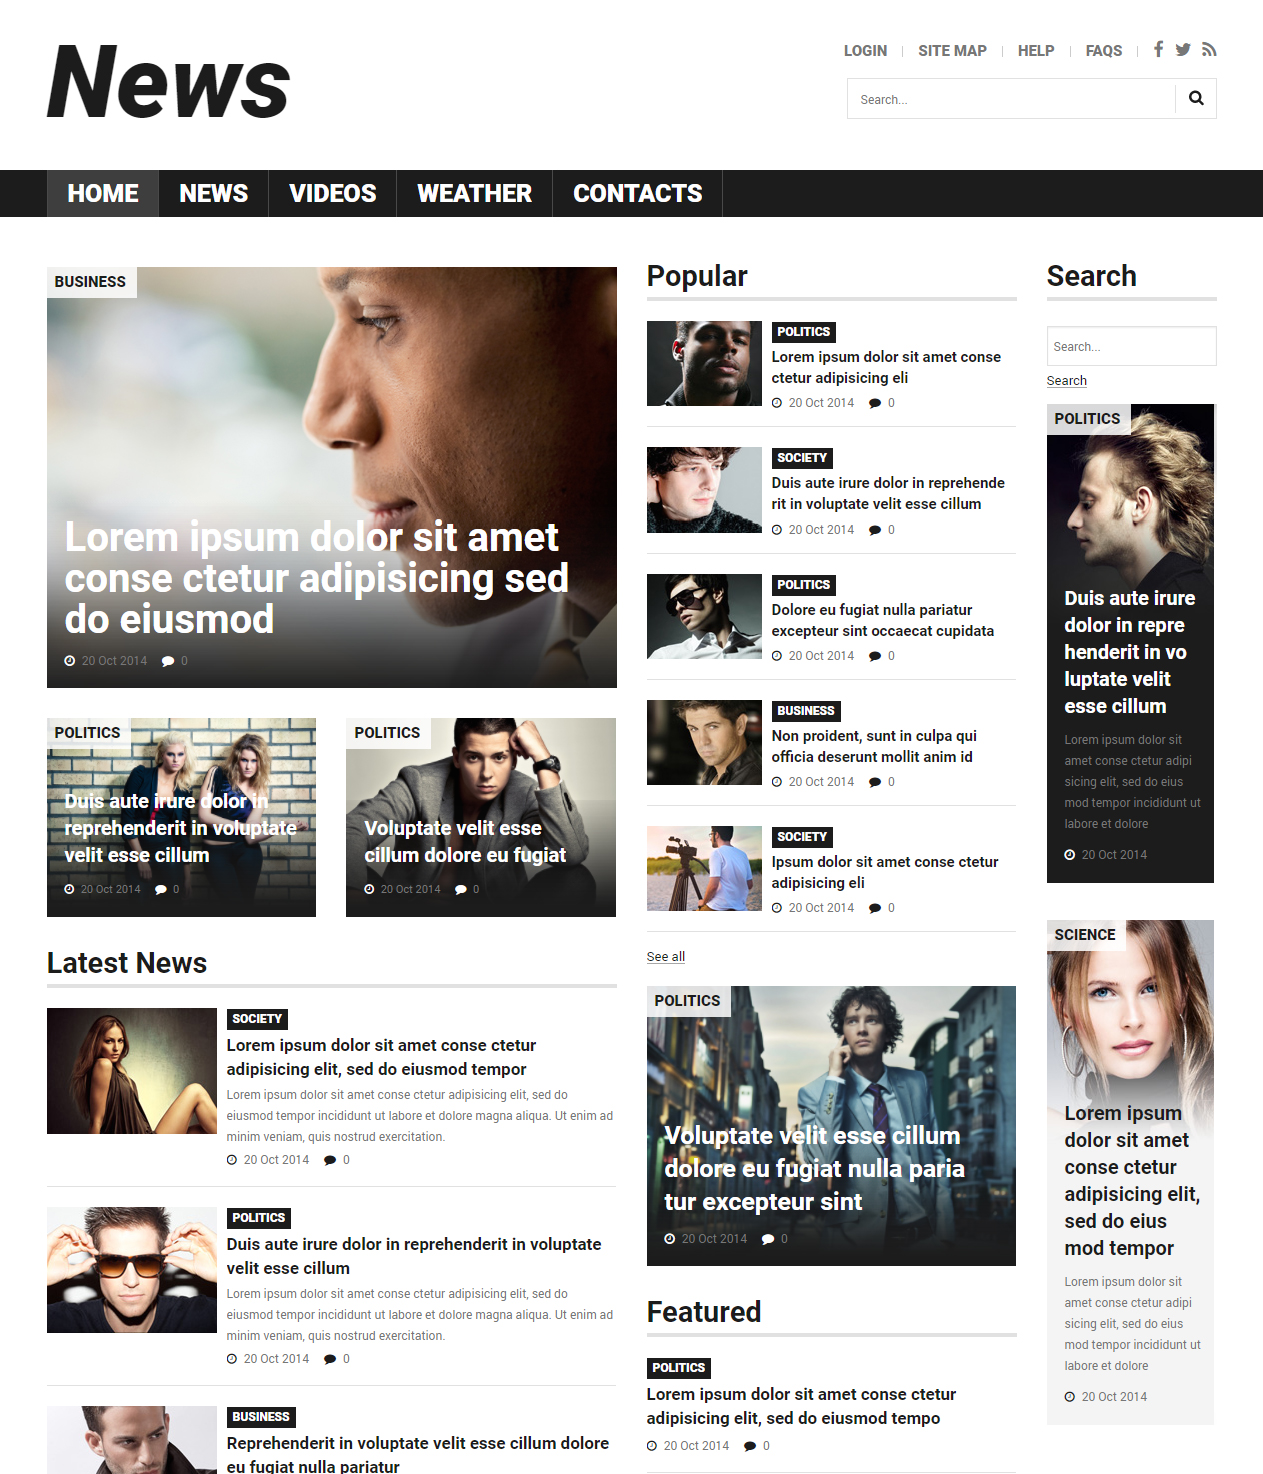 News
LOGIN
SITE MAP
HELP
FAQS
Search...
HOME
NEWS
VIDEOS
WEATHER
CONTACTS
BUSINESS
Lorem ipsum dolor sit amet
conse ctetur adipisicing sed
do eiusmod
20 Oct 2014 0
POLITICS
Duis aute irure dolor in
reprehenderit in voluptate
velit esse cillum
20 Oct 2014 0
POLITICS
Voluptate velit esse
cillum dolore eu fugiat
20 Oct 2014 0
Latest News
SOCIETY
Lorem ipsum dolor sit amet conse ctetur
adipisicing elit, sed do eiusmod tempor
Lorem ipsum dolor sit amet conse ctetur adipisicing elit, sed do
eiusmod tempor incididunt ut labore et dolore magna aliqua. Ut enim ad
minim veniam, quis nostrud exercitation.
20 Oct 2014 0
POLITICS
Duis aute irure dolor in reprehenderit in voluptate
velit esse cillum
Lorem ipsum dolor sit amet conse ctetur adipisicing elit, sed do
eiusmod tempor incididunt ut labore et dolore magna aliqua. Ut enim ad
minim veniam, quis nostrud exercitation.
20 Oct 2014 0
BUSINESS
Reprehenderit in voluptate velit esse cillum dolore
eu fugiat nulla pariatur
Popular
POLITICS
Lorem ipsum dolor sit amet conse
ctetur adipisicing eli
20 Oct 2014 0
SOCIETY
Duis aute irure dolor in reprehende
rit in voluptate velit esse cillum
20 Oct 2014 0
POLITICS
Dolore eu fugiat nulla pariatur
excepteur sint occaecat cupidata
20 Oct 2014 0
BUSINESS
Non proident, sunt in culpa qui
officia deserunt mollit anim id
20 Oct 2014 0
SOCIETY
Ipsum dolor sit amet conse ctetur
adipisicing eli
20 Oct 2014 0
See all
POLITICS
Voluptate velit esse cillum
dolore eu fugiat nulla paria
tur excepteur sint
20 Oct 2014 0
Featured
POLITICS
Lorem ipsum dolor sit amet conse ctetur
adipisicing elit, sed do eiusmod tempo
20 Oct 2014 0
Search
Search...
Search
POLITICS
Duis aute irure
dolor in repre
henderit in vo
luptate velit
esse cillum
Lorem ipsum dolor sit
amet conse ctetur adipi
sicing elit, sed do eius
mod tempor incididunt ut
labore et dolore
20 Oct 2014
SCIENCE
Lorem ipsum
dolor sit amet
conse ctetur
adipisicing elit,
sed do eius
mod tempor
Lorem ipsum dolor sit
amet conse ctetur adipi
sicing elit, sed do eius
mod tempor incididunt ut
labore et dolore
20 Oct 2014